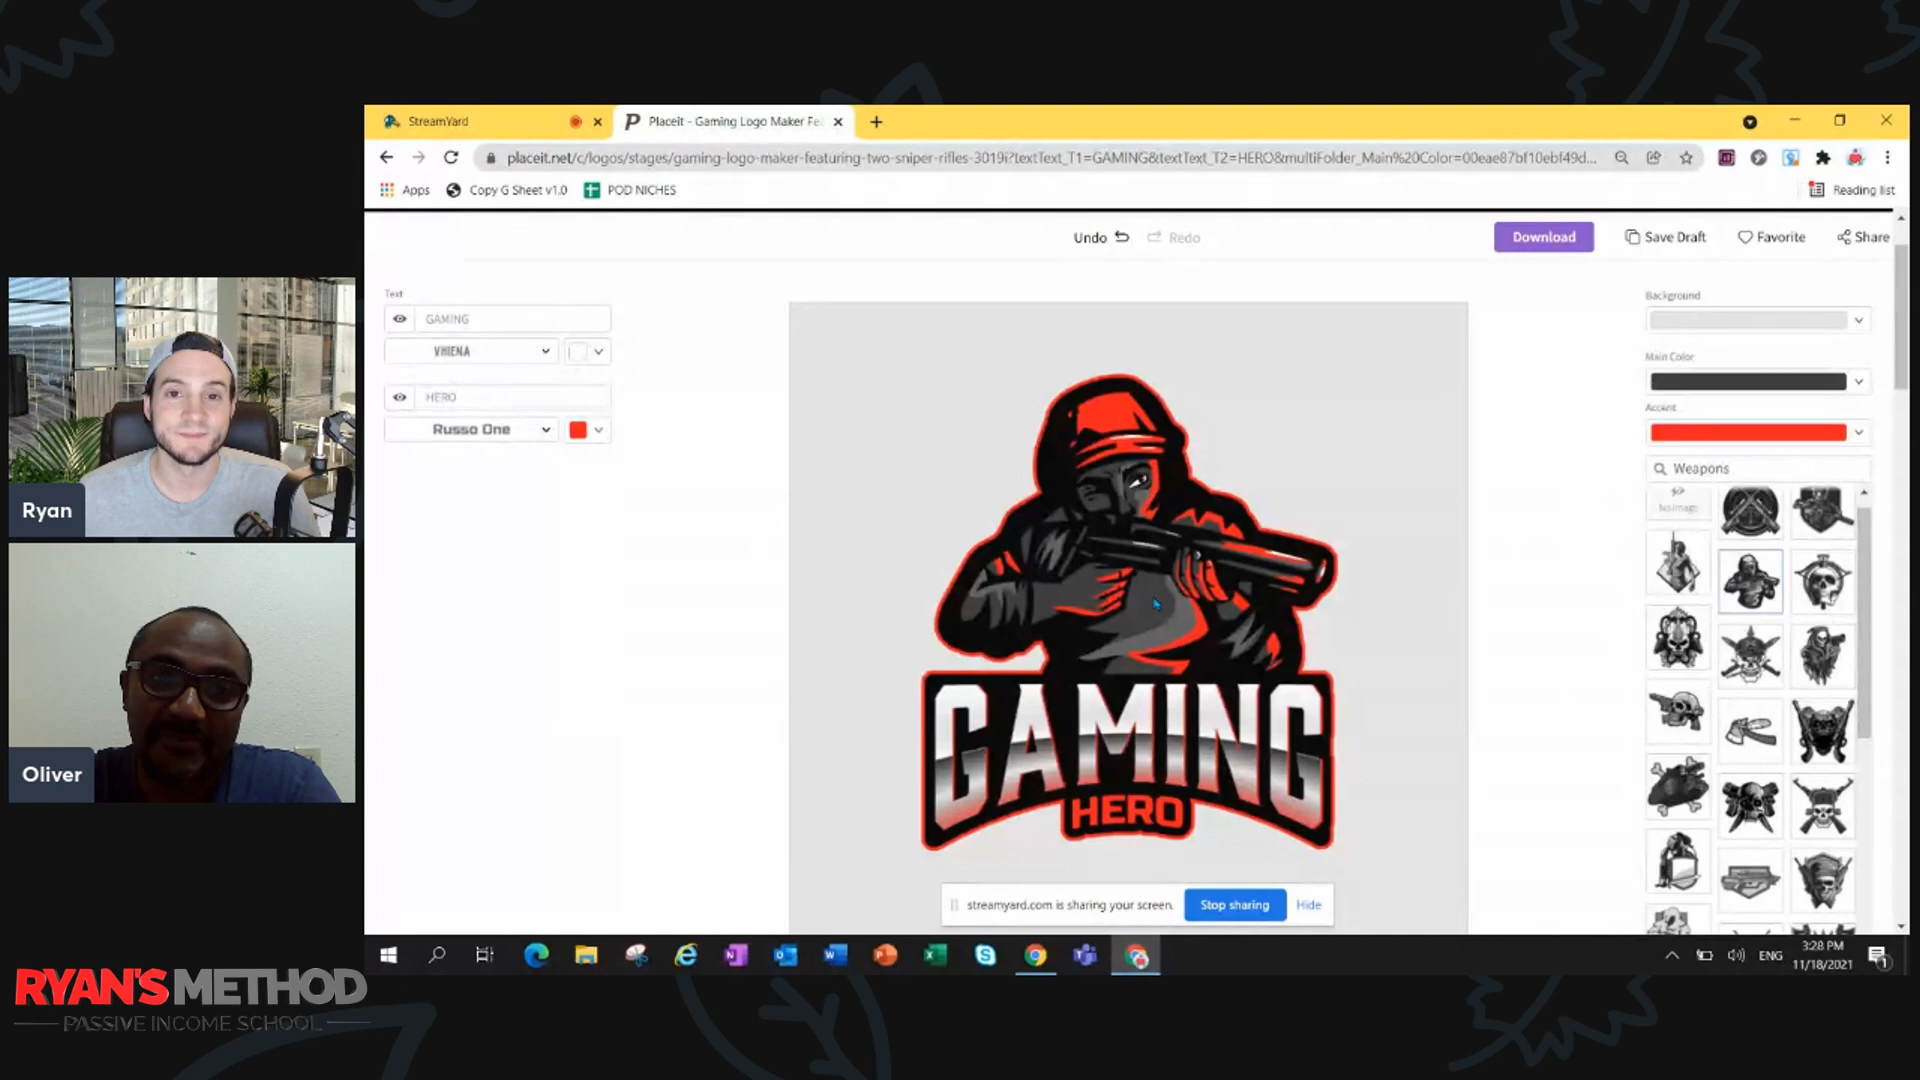 StreamYard
Placeit - Gaming Logo Maker Fe
placeit.net/c/logos/stages/gaming-logo-maker-featuring-two-sniper-rifles-3019i?textText_T1=GAMING&textText_T2=HERO&multiFolder_Main%20Color=00eae87bf10ebf49d...
Apps
Copy G Sheet v1.0
POD NICHES
Reading list
Undo
Redo
Download
Save Draft
Favorite
Share
Text
GAMING
VHIENA
HERO
Russo One
Background
Main Color
Accent
Weapons
No Image
GAMING
HERO
streamyard.com is sharing your screen.
Stop sharing
Hide
Ryan
Oliver
ENG
3:28 PM
11/18/2021
1
RYAN'S METHOD
PASSIVE INCOME SCHOOL